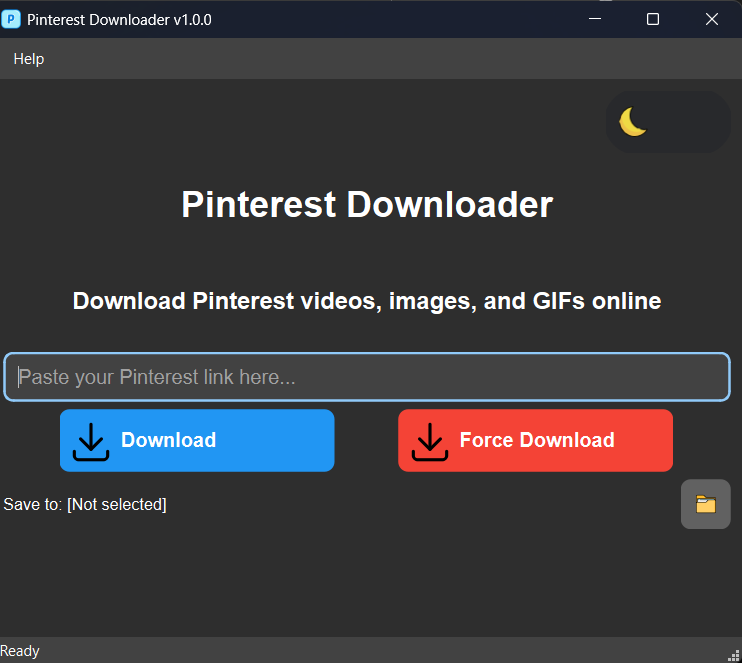 P Pinterest Downloader v1.0.0
Help
Pinterest Downloader
Download Pinterest videos, images, and GIFs online
Paste your Pinterest link here...
Download Force Download
Save to: [Not selected]
Ready